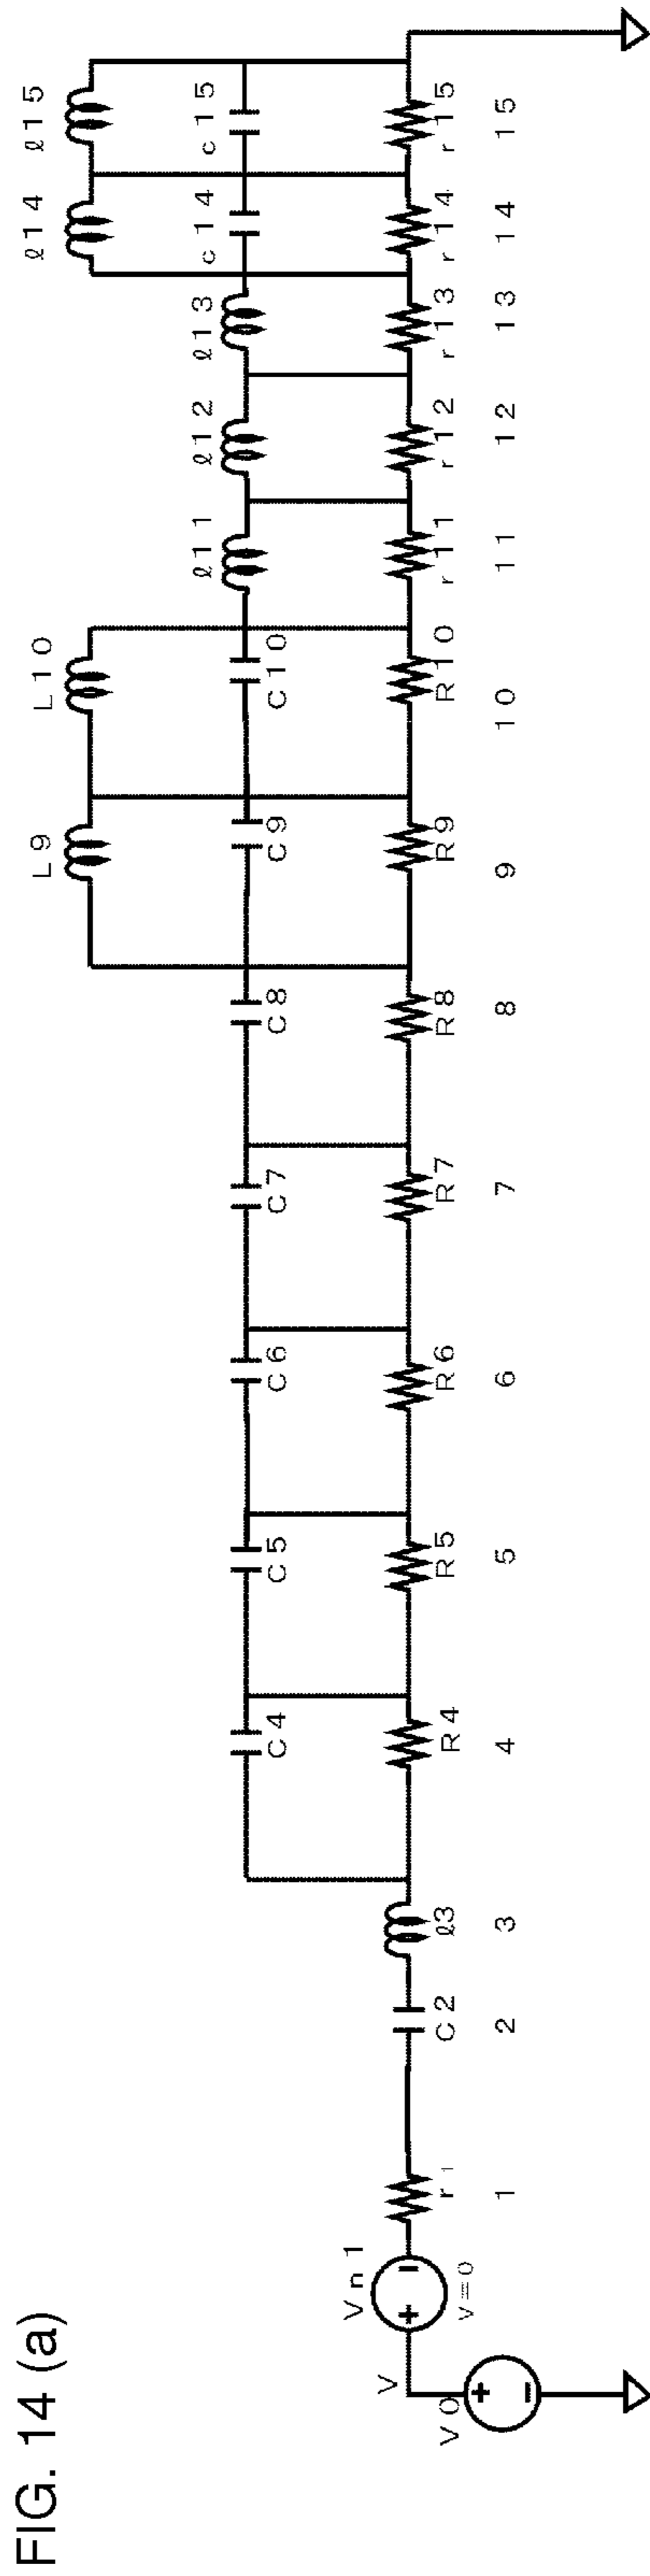 FIG. 14 (a)
L9
L10
ℓ14
ℓ15
C4
C5
C6
C7
C8
C9
C10
ℓ11
ℓ12
ℓ13
c14
c15
V
Vn1
+
−
V=0
V0
+
−
r1
C2
ℓ3
R4
R5
R6
R7
R8
R9
R10
r11
r12
r13
r14
r15
1
2
3
4
5
6
7
8
9
10
11
12
13
14
15